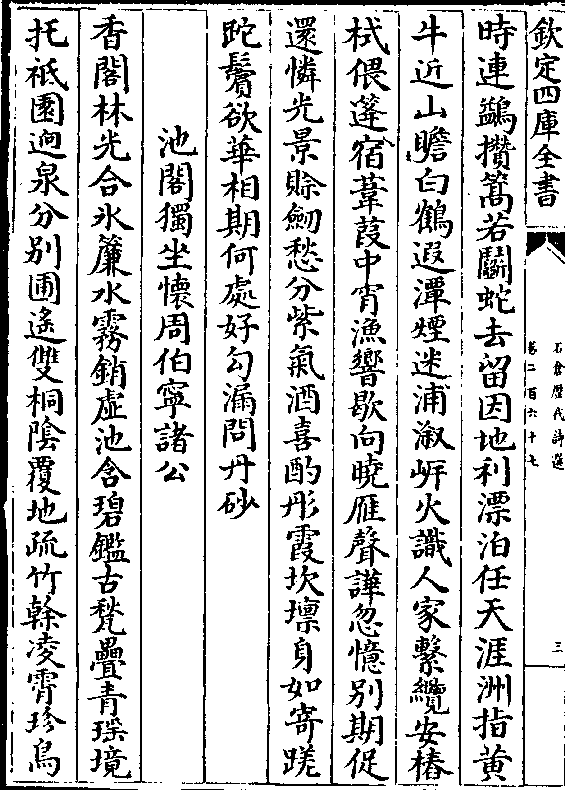 欽定四庫全書
石倉歷代詩選
卷二百六十七
三
時連鷁攢篙若鬭蛇去留因地利漂泊任天涯洲指黄
牛近山瞻白鶴遐潭煙迷浦溆岸火識人家繫纜安樁
杙偎篷宿葦葭中宵漁響歇向曉雁聲譁忽憶别期促
還憐光景賒劒愁分紫氣酒喜酌彤霞坎壈身如寄蹉
跎鬢欲華相期何處好勾漏問丹砂
池閣獨坐懐周伯寧諸公
香閣林光合氷簾水霧銷虚池含碧鑑古甃疊青瑶境
托祇園逈泉分别圃遙雙桐陰覆地疏竹幹凌霄珍鳥